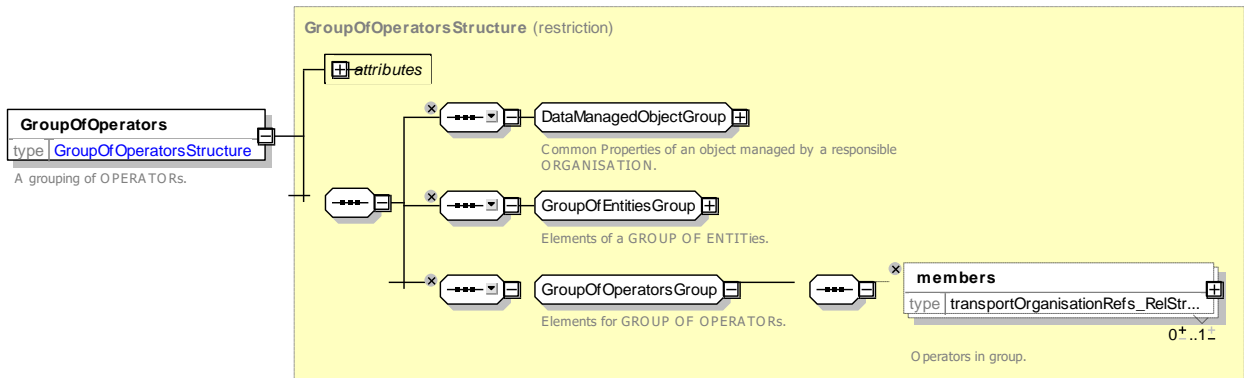 GroupOfOperatorsStructure (restriction)
attributes
GroupOfOperators
type GroupOfOperatorsStructure
A grouping of OPERATORs.
DataManagedObjectGroup
Common Properties of an object managed by a responsible
ORGANISATION.
GroupOfEntitiesGroup
Elements of a GROUP OF ENTITies.
GroupOfOperatorsGroup
Elements for GROUP OF OPERATORs.
members
type transportOrganisationRefs_RelStr...
0..1
Operators in group.